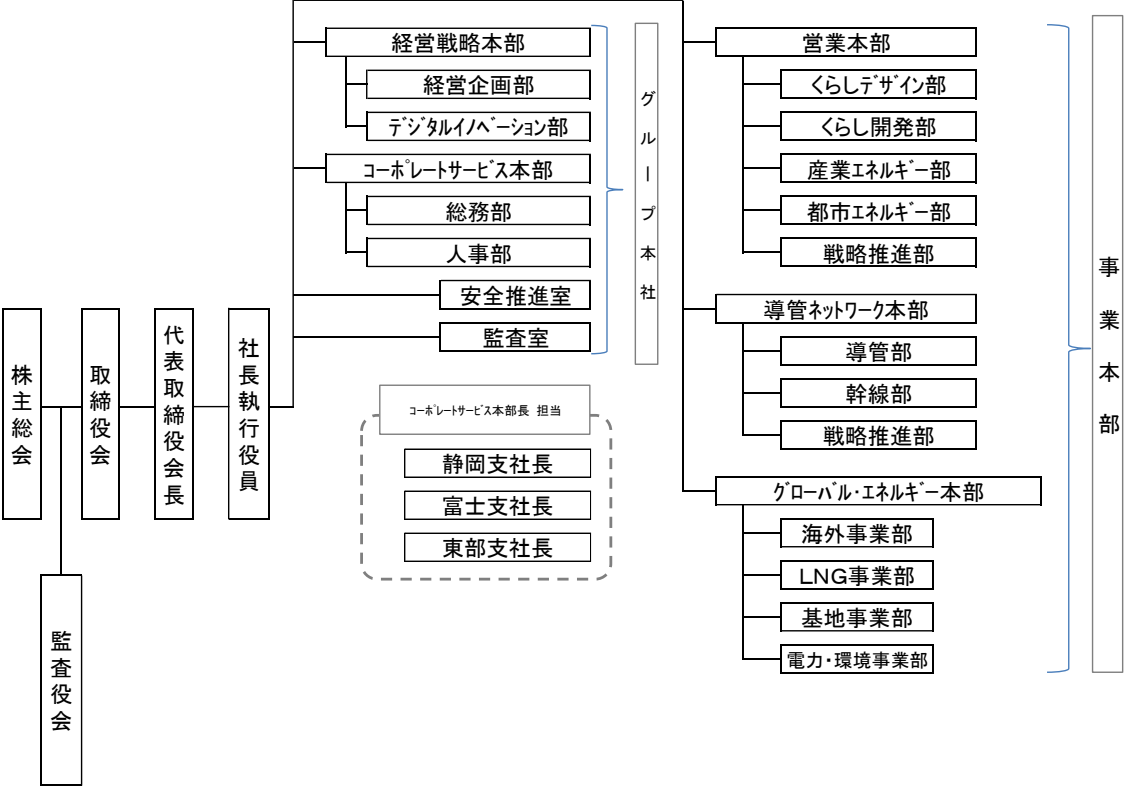 株主総会
監査役会
取締役会
代表取締役会長
社長執行役員
経営戦略本部
経営企画部
ﾃﾞｼﾞﾀﾙｲﾉﾍﾞｰｼｮﾝ部
ｺｰﾎﾟﾚｰﾄｻｰﾋﾞｽ本部
総務部
人事部
安全推進室
監査室
グループ本社
ｺｰﾎﾟﾚｰﾄｻｰﾋﾞｽ本部長 担当
静岡支社長
富士支社長
東部支社長
営業本部
くらしﾃﾞｻﾞｲﾝ部
くらし開発部
産業ｴﾈﾙｷﾞｰ部
都市ｴﾈﾙｷﾞｰ部
戦略推進部
導管ﾈｯﾄﾜｰｸ本部
導管部
幹線部
戦略推進部
ｸﾞﾛｰﾊﾞﾙ・ｴﾈﾙｷﾞｰ本部
海外事業部
ＬＮＧ事業部
基地事業部
電力・環境事業部
事業本部